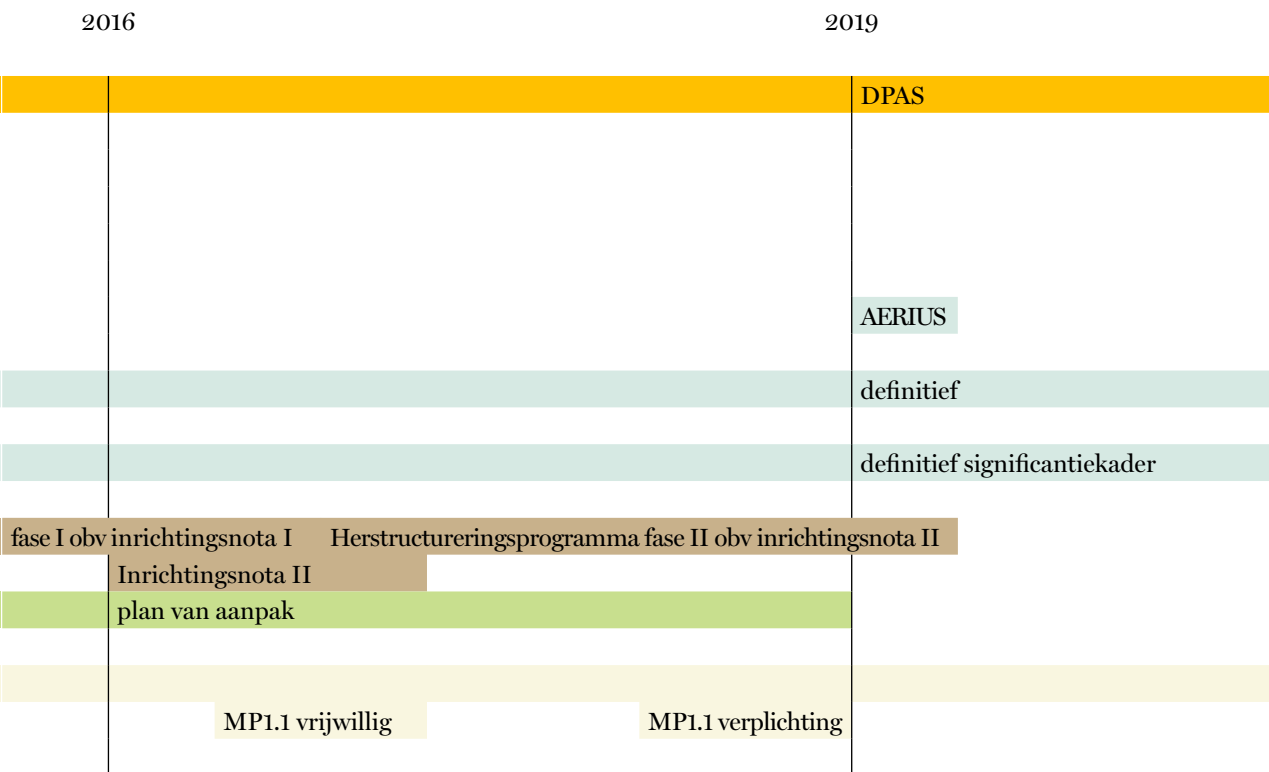 2016 2019
DPAS
AERIUS
definitief
definitief significantiekader
fase I obv inrichtingsnota I Herstructureringsprogramma fase II obv inrichtingsnota II
Inrichtingsnota II
plan van aanpak
MP1.1 vrijwillig MP1.1 verplichting